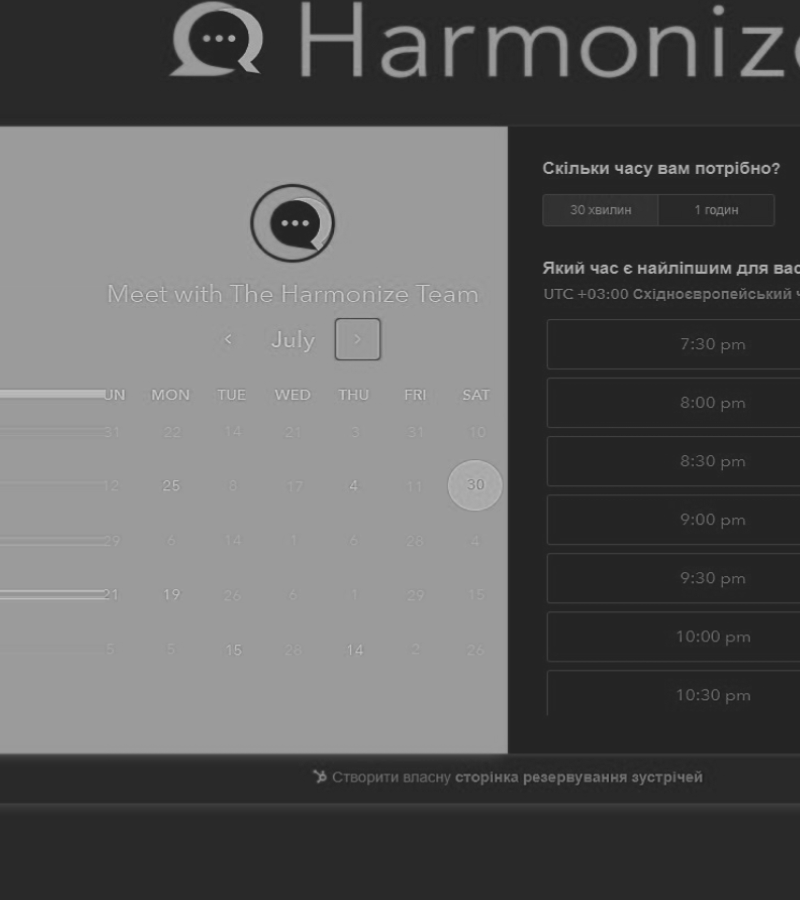 Harmonize
Meet with The Harmonize Team
< July >
UN MON TUE WED THU FRI SAT
31 22 14 21 3 31 10
12 25 8 17 4 11 30
29 6 14 1 6 28 4
21 19 26 6 1 29 15
5 5 15 28 14 2 26
Скільки часу вам потрібно?
30 хвилин 1 годин
Який час є найліпшим для вас
UTC +03:00 Східноєвропейський
7:30 pm
8:00 pm
8:30 pm
9:00 pm
9:30 pm
10:00 pm
10:30 pm
Створити власну сторінка резервування зустрічей